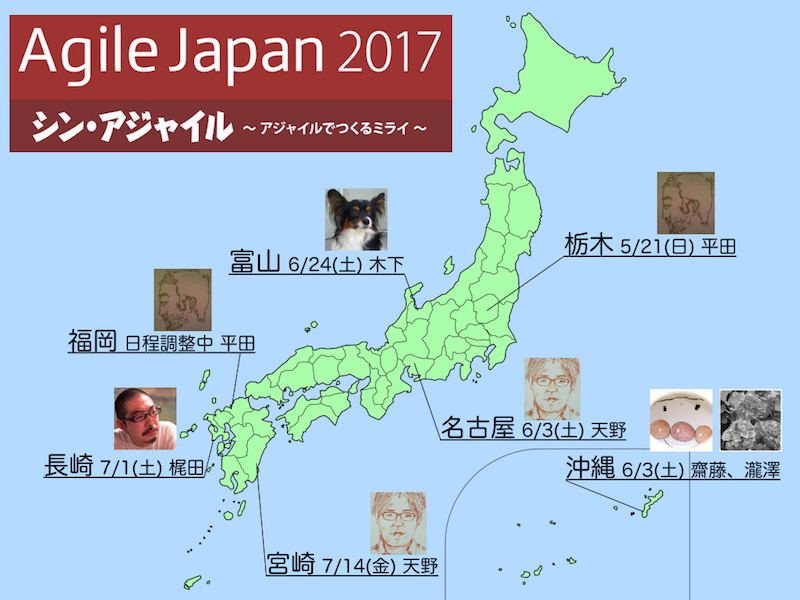 Agile Japan 2017
シン・アジャイル ～ アジャイルでつくるミライ ～
栃木 5/21(日) 平田
富山 6/24(土) 木下
福岡 日程調整中 平田
名古屋 6/3(土) 天野
長崎 7/1(土) 梶田
沖縄 6/3(土) 齋藤、瀧澤
宮崎 7/14(金) 天野